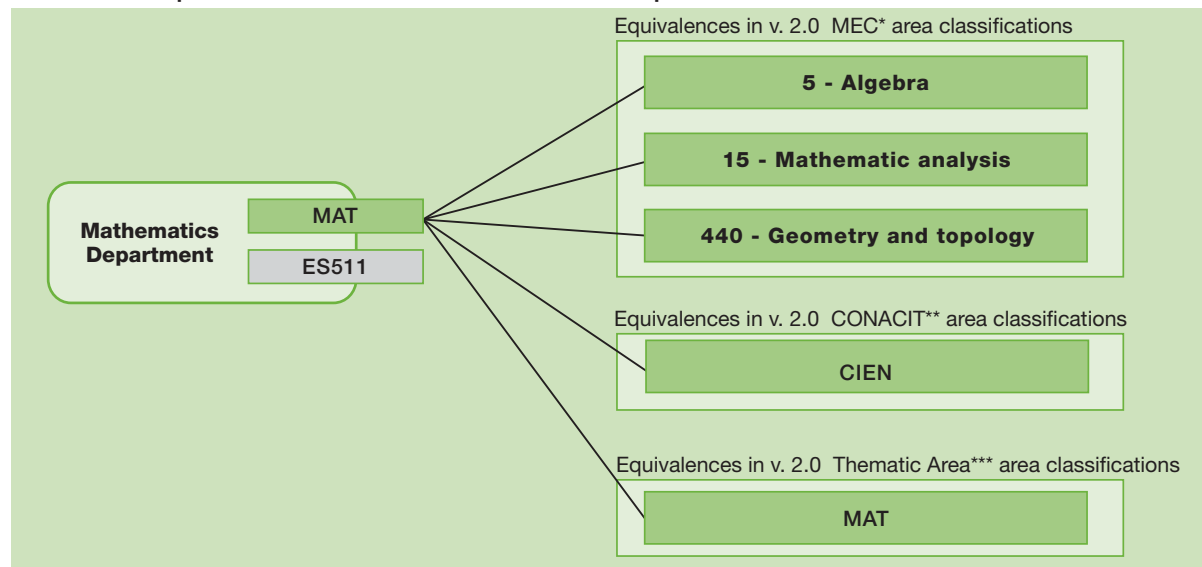 Equivalences in v. 2.0 MEC* area classifications
5 - Algebra
15 - Mathematic analysis
440 - Geometry and topology
Mathematics
Department
MAT
ES511
Equivalences in v. 2.0 CONACIT** area classifications
CIEN
Equivalences in v. 2.0 Thematic Area*** area classifications
MAT